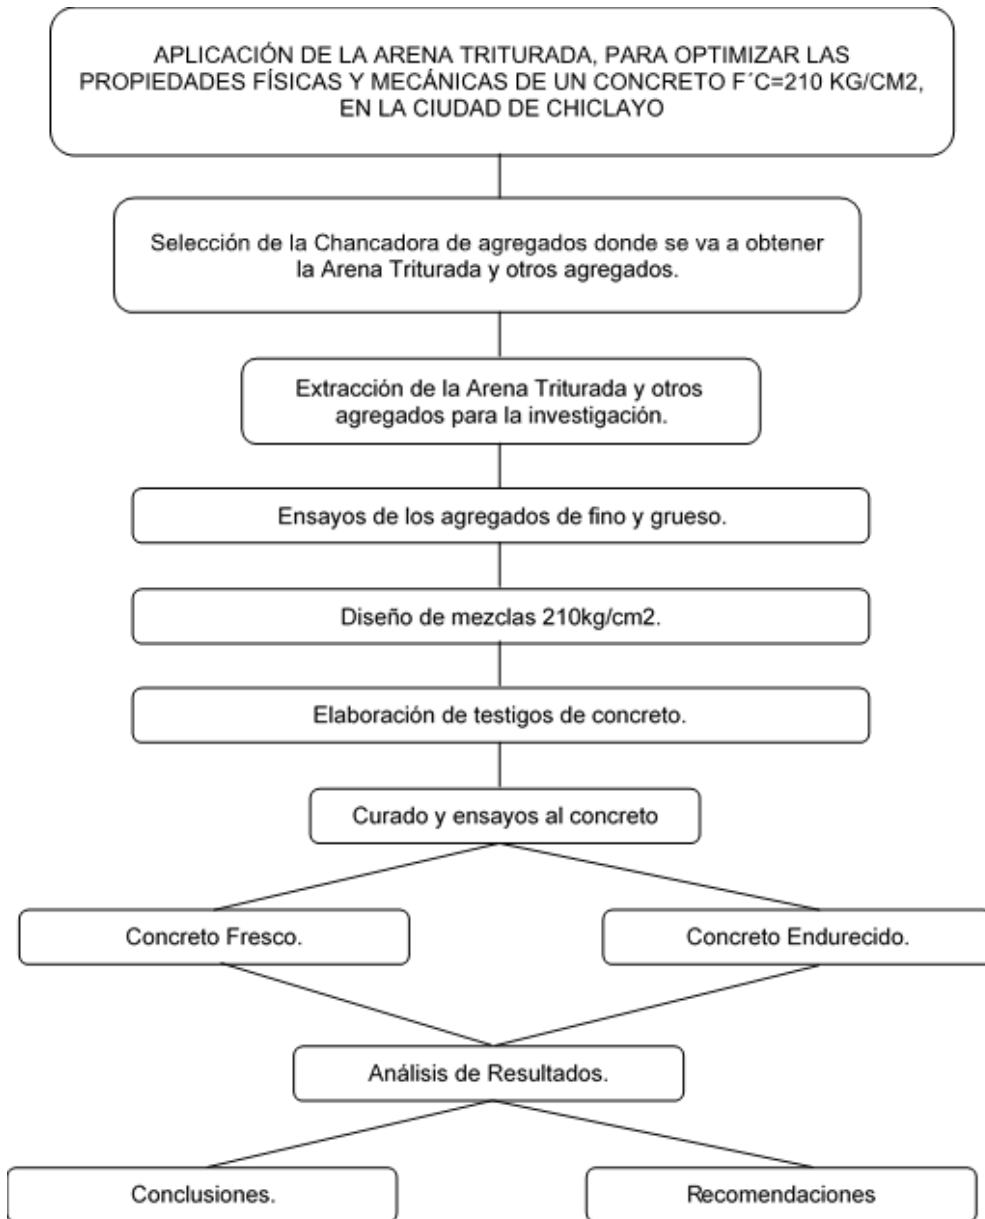 APLICACIÓN DE LA ARENA TRITURADA, PARA OPTIMIZAR LAS
PROPIEDADES FÍSICAS Y MECÁNICAS DE UN CONCRETO F´C=210 KG/CM2,
EN LA CIUDAD DE CHICLAYO
Selección de la Chancadora de agregados donde se va a obtener
la Arena Triturada y otros agregados.
Extracción de la Arena Triturada y otros
agregados para la investigación.
Ensayos de los agregados de fino y grueso.
Diseño de mezclas 210kg/cm2.
Elaboración de testigos de concreto.
Curado y ensayos al concreto
Concreto Fresco.
Concreto Endurecido.
Análisis de Resultados.
Conclusiones.
Recomendaciones